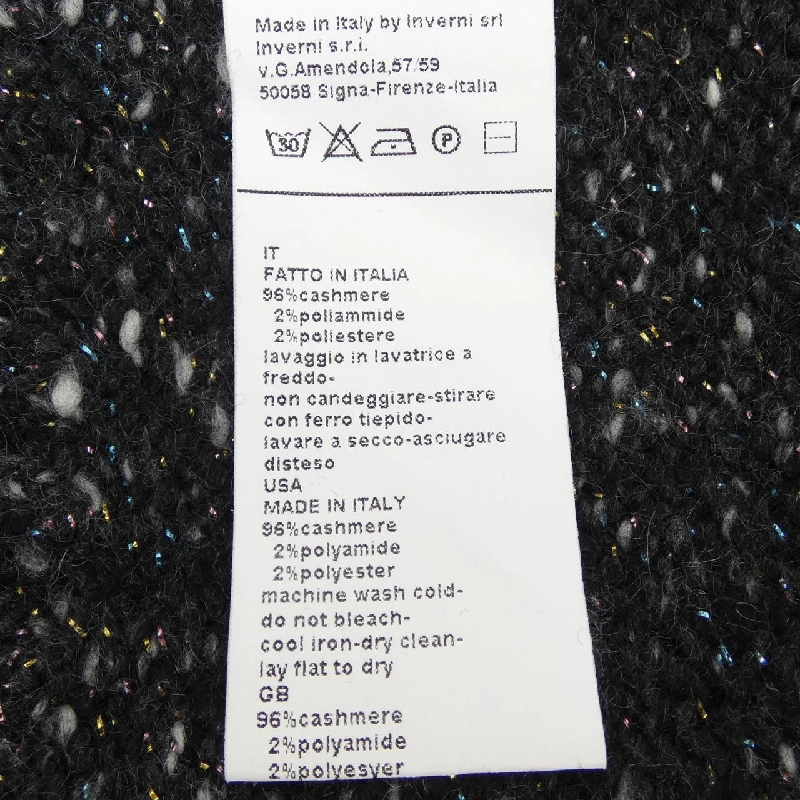 Made in Italy by Inverni srl
Inverni s.r.i.
v.G.Amendola,57/59
50058 Signa-Firenze-Italia
30 P
IT
FATTO IN ITALIA
96%cashmere
2%poliammide
2%poliestere
lavaggio in lavatrice a
freddo-
non candeggiare-stirare
con ferro tiepido-
lavare a secco-asciugare
disteso
USA
MADE IN ITALY
96%cashmere
2%polyamide
2%polyester
machine wash cold-
do not bleach-
cool iron-dry clean-
lay flat to dry
GB
96%cashmere
2%polyamide
2%polyesyer